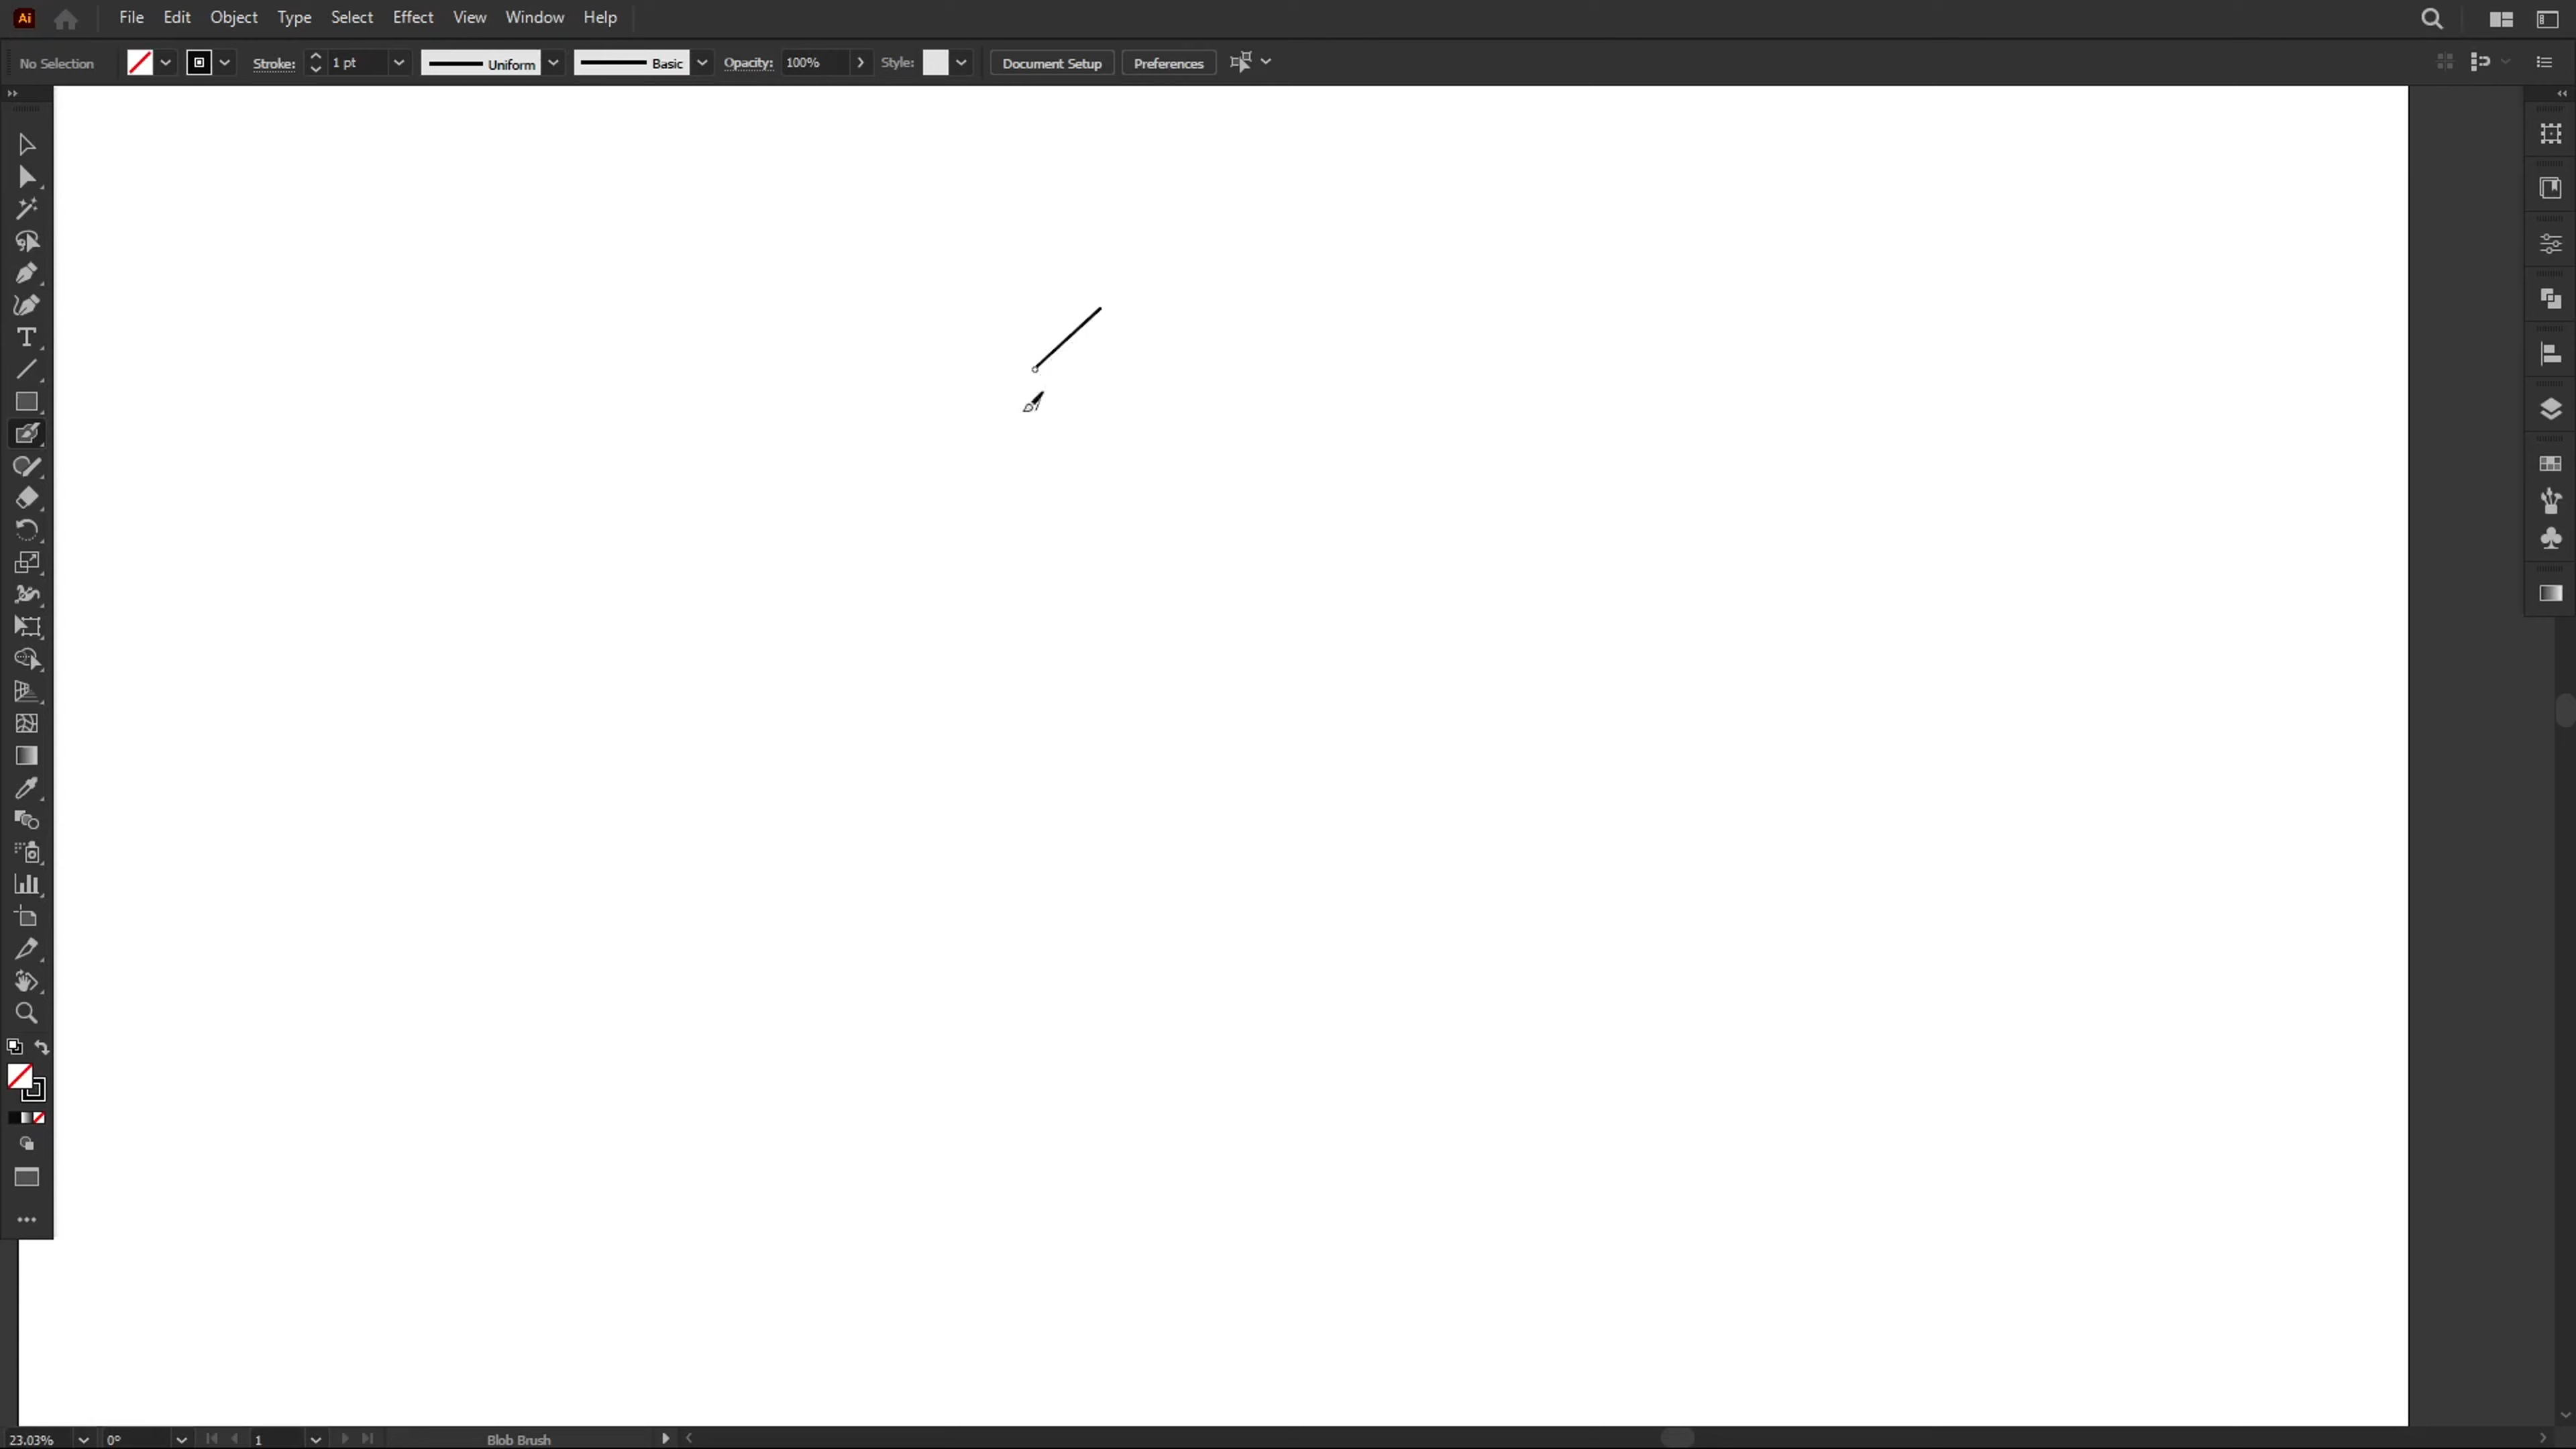 Ai File Edit Object Type Select Effect View Window Help
No Selection Stroke: 1 pt Uniform Basic Opacity: 100% Style: Document Setup Preferences
23.03% 0° 1 Blob Brush